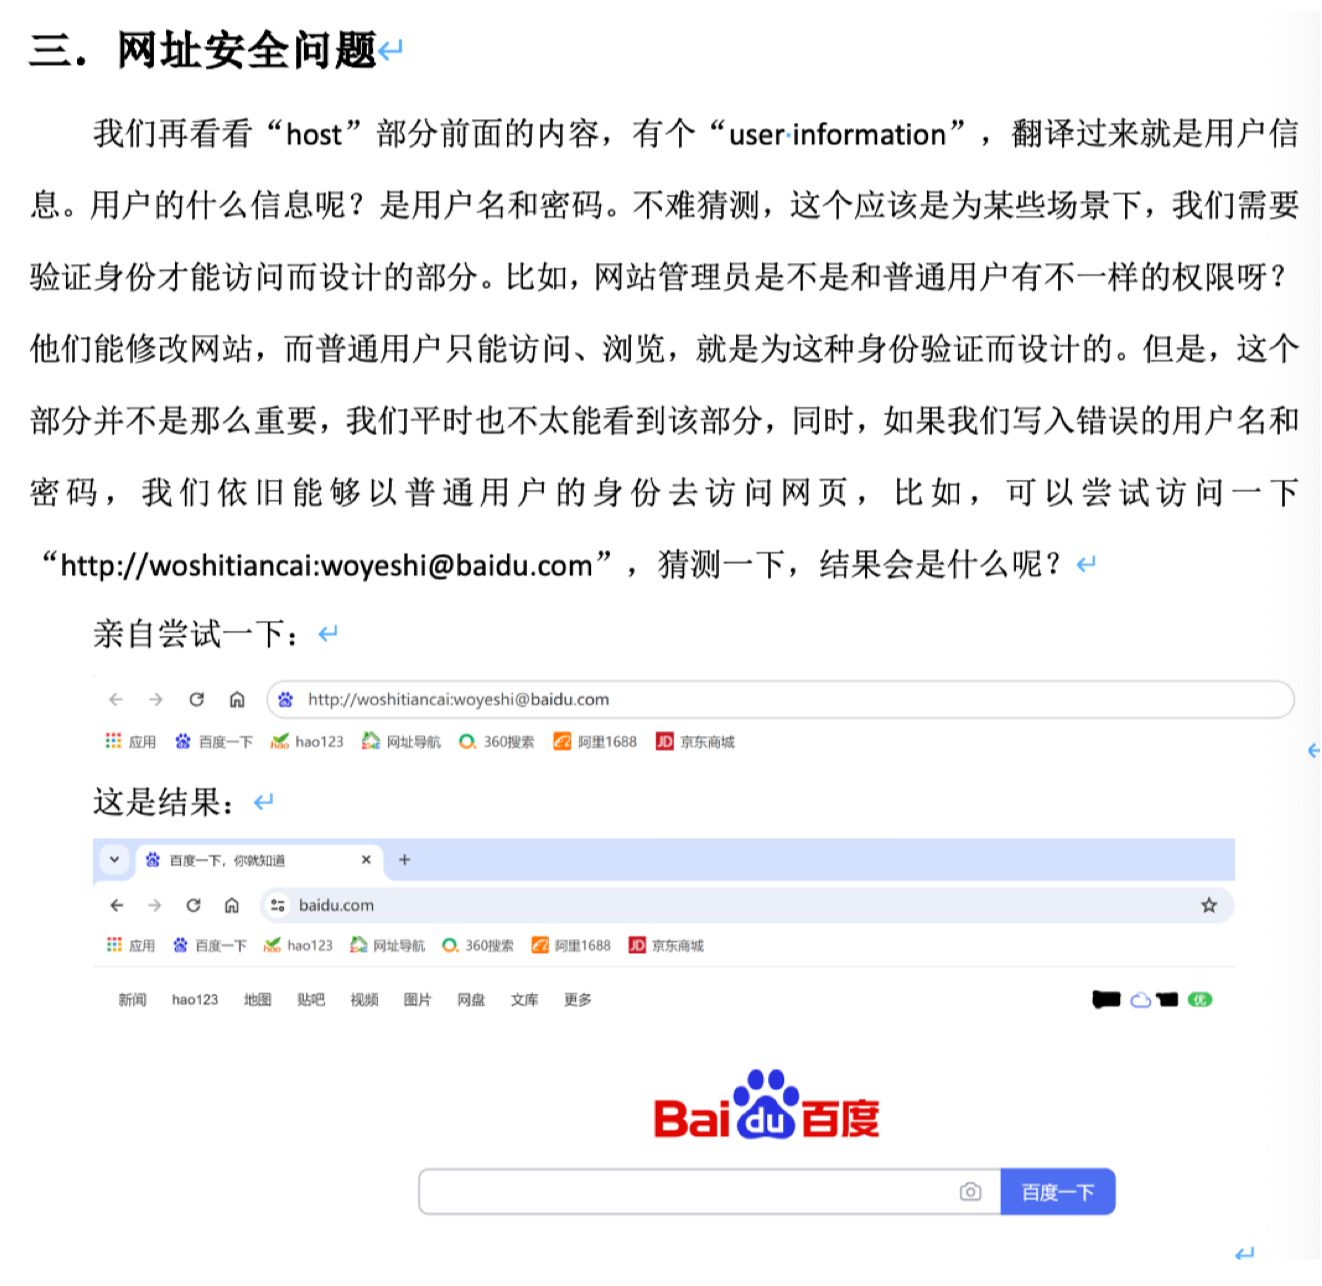 三．网址安全问题↵
我们再看看“host”部分前面的内容，有个“user·information”，翻译过来就是用户信
息。用户的什么信息呢？是用户名和密码。不难猜测，这个应该是为某些场景下，我们需要
验证身份才能访问而设计的部分。比如，网站管理员是不是和普通用户有不一样的权限呀？
他们能修改网站，而普通用户只能访问、浏览，就是为这种身份验证而设计的。但是，这个
部分并不是那么重要，我们平时也不太能看到该部分，同时，如果我们写入错误的用户名和
密码，我们依旧能够以普通用户的身份去访问网页，比如，可以尝试访问一下
“http://woshitiancai:woyeshi@baidu.com”，猜测一下，结果会是什么呢？↵
亲自尝试一下：↵
http://woshitiancai:woyeshi@baidu.com
应用 百度一下 hao123 网址导航 360搜索 阿里1688 JD 京东商城
这是结果：↵
百度一下，你就知道
baidu.com
应用 百度一下 hao123 网址导航 360搜索 阿里1688 JD 京东商城
新闻 hao123 地图 贴吧 视频 图片 网盘 文库 更多 优
Bai du 百度
百度一下